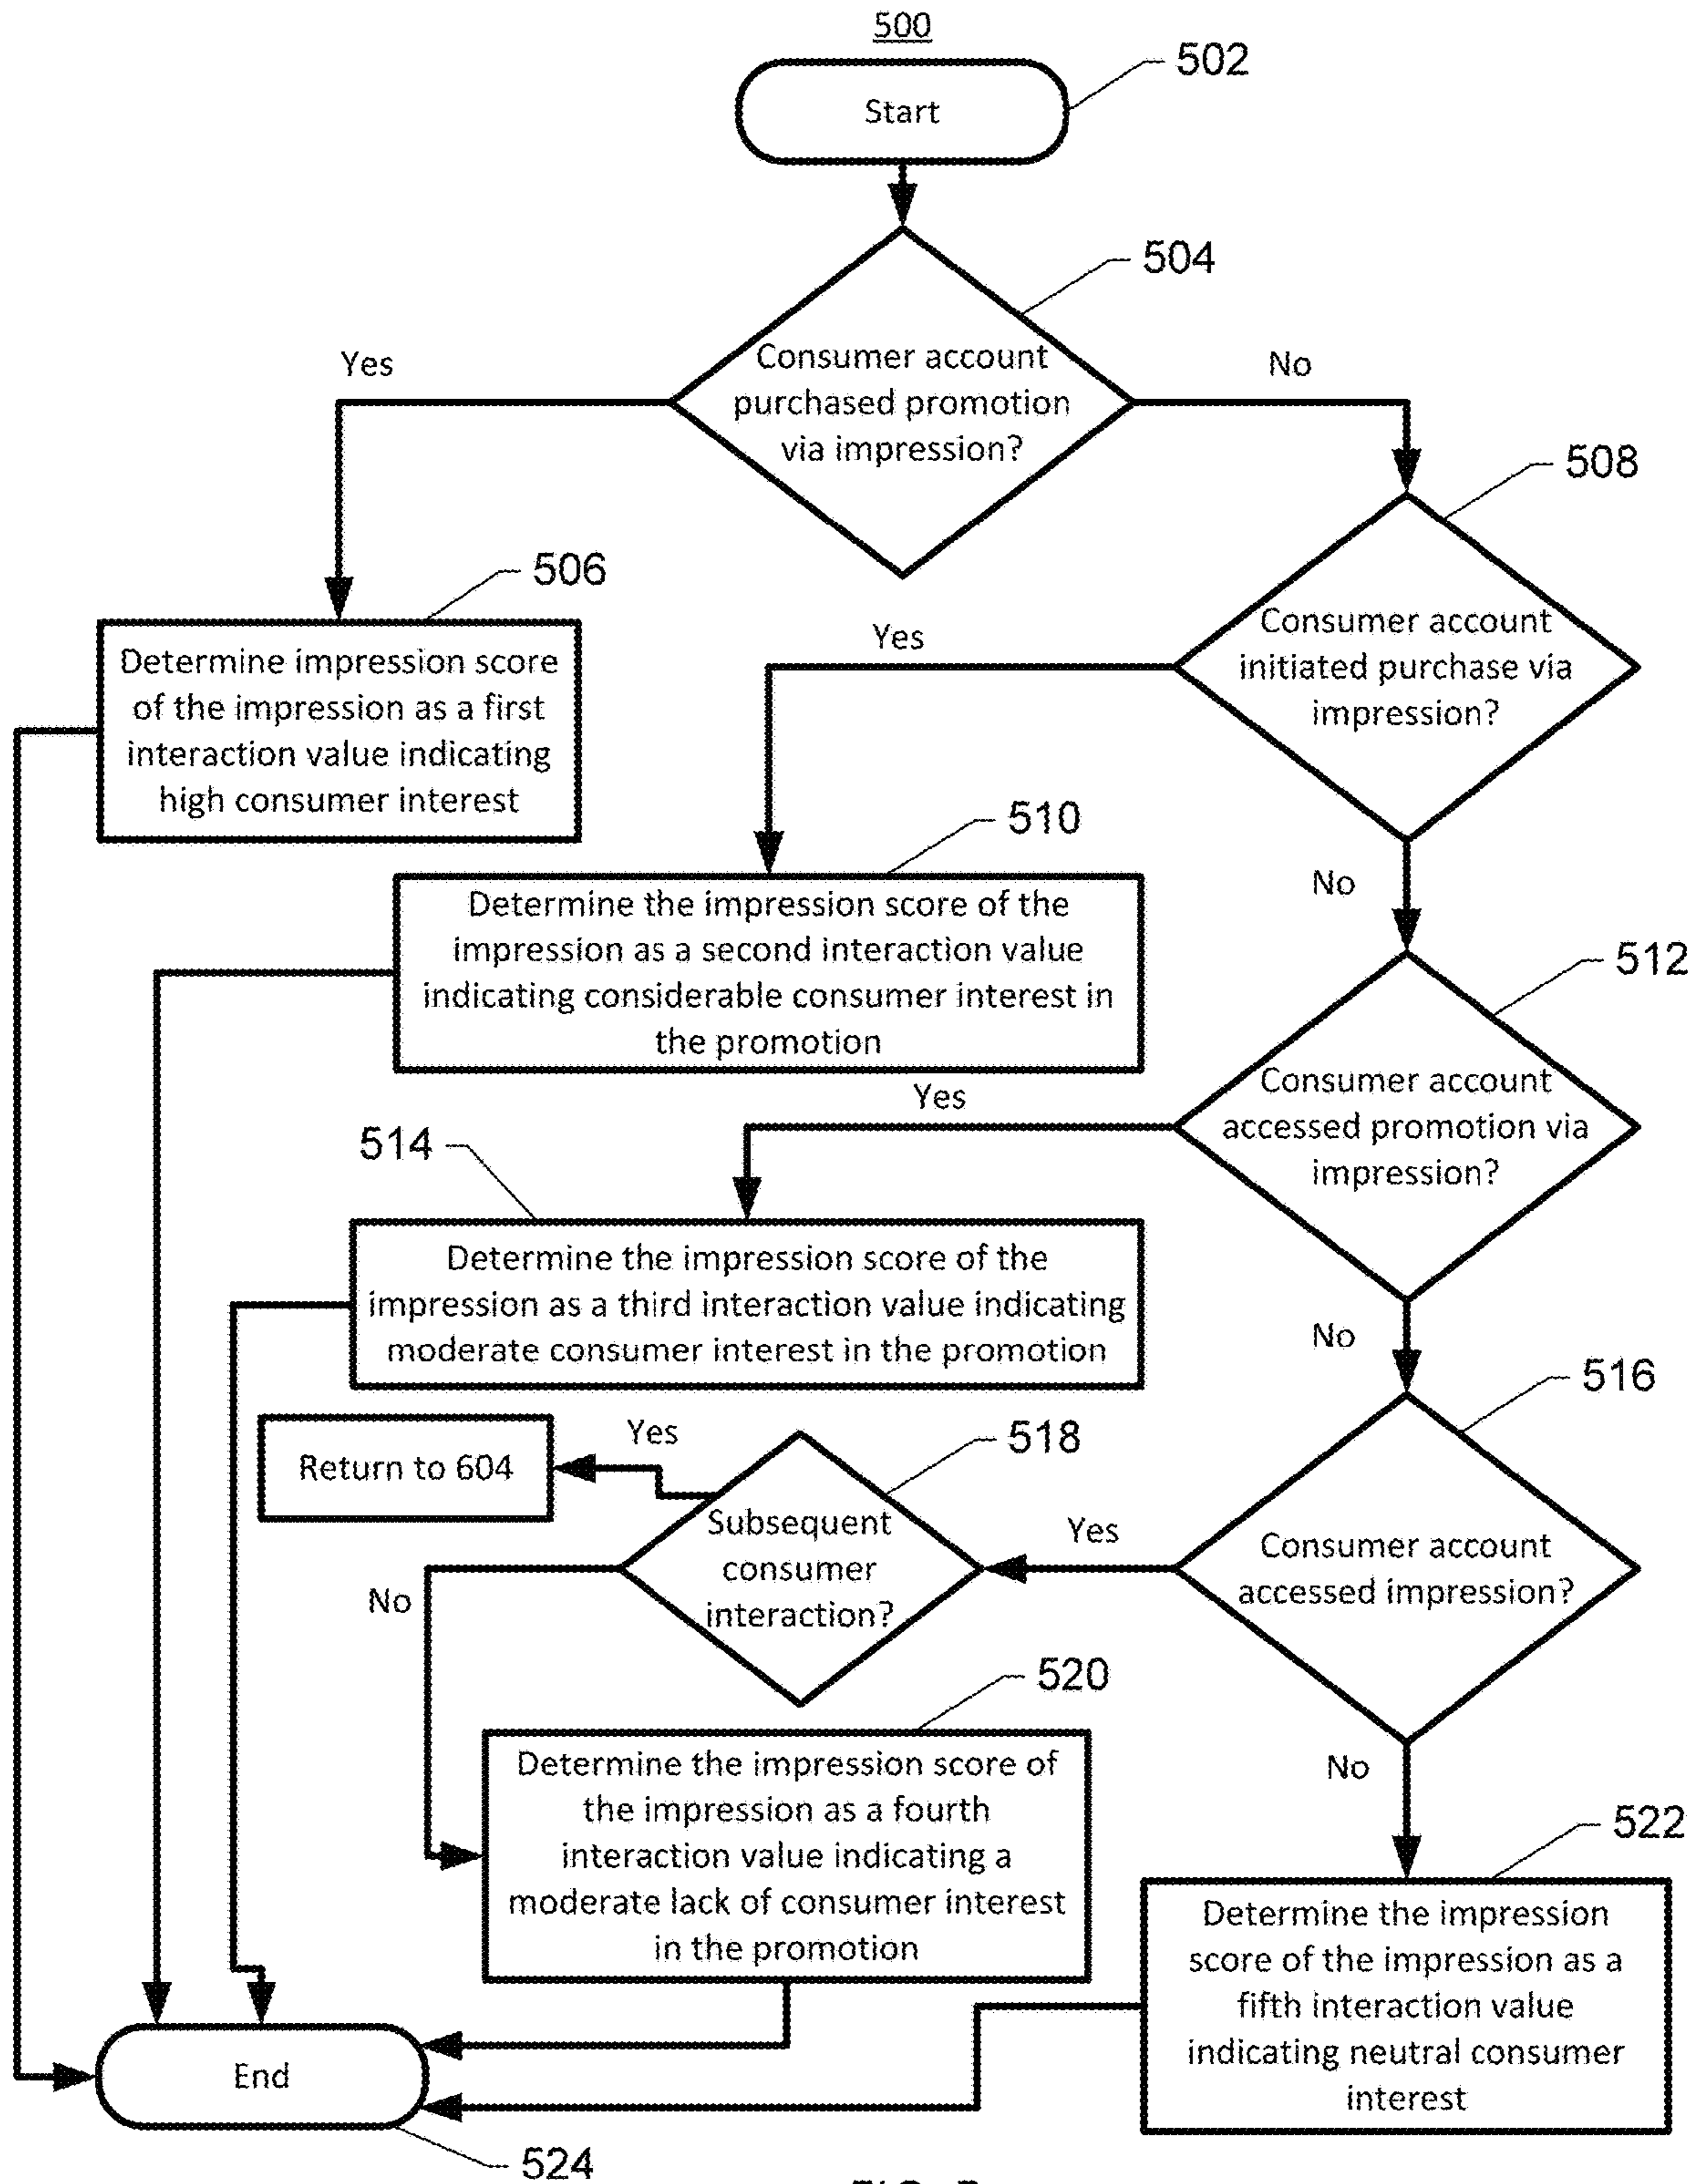 500
502
Start
504
Yes
Consumer account
purchased promotion
via impression?
No
508
506
Consumer account
initiated purchase via
impression?
Yes
Determine impression score
of the impression as a first
interaction value indicating
high consumer interest
510
No
Determine the impression score of the
impression as a second interaction value
indicating considerable consumer interest in
the promotion
512
Consumer account
accessed promotion via
impression?
Yes
514
Determine the impression score of the
impression as a third interaction value indicating
moderate consumer interest in the promotion
No
516
Return to 604
Yes
518
Subsequent
consumer
interaction?
Yes
Consumer account
accessed impression?
No
520
Determine the impression score of
the impression as a fourth
interaction value indicating a
moderate lack of consumer interest
in the promotion
No
522
Determine the impression
score of the impression as a
fifth interaction value
indicating neutral consumer
interest
End
524